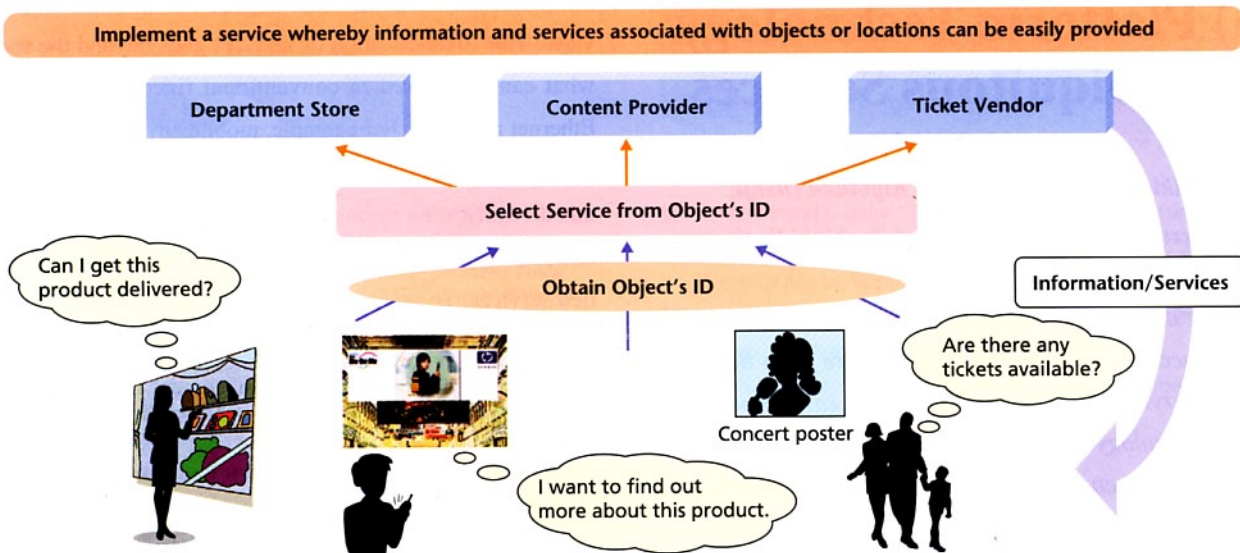 Implement a service whereby information and services associated with objects or locations can be easily provided
Department Store
Content Provider
Ticket Vendor
Select Service from Object's ID
Can I get this
product delivered?
Obtain Object's ID
Information/Services
Are there any
tickets available?
Concert poster
I want to find out
more about this product.